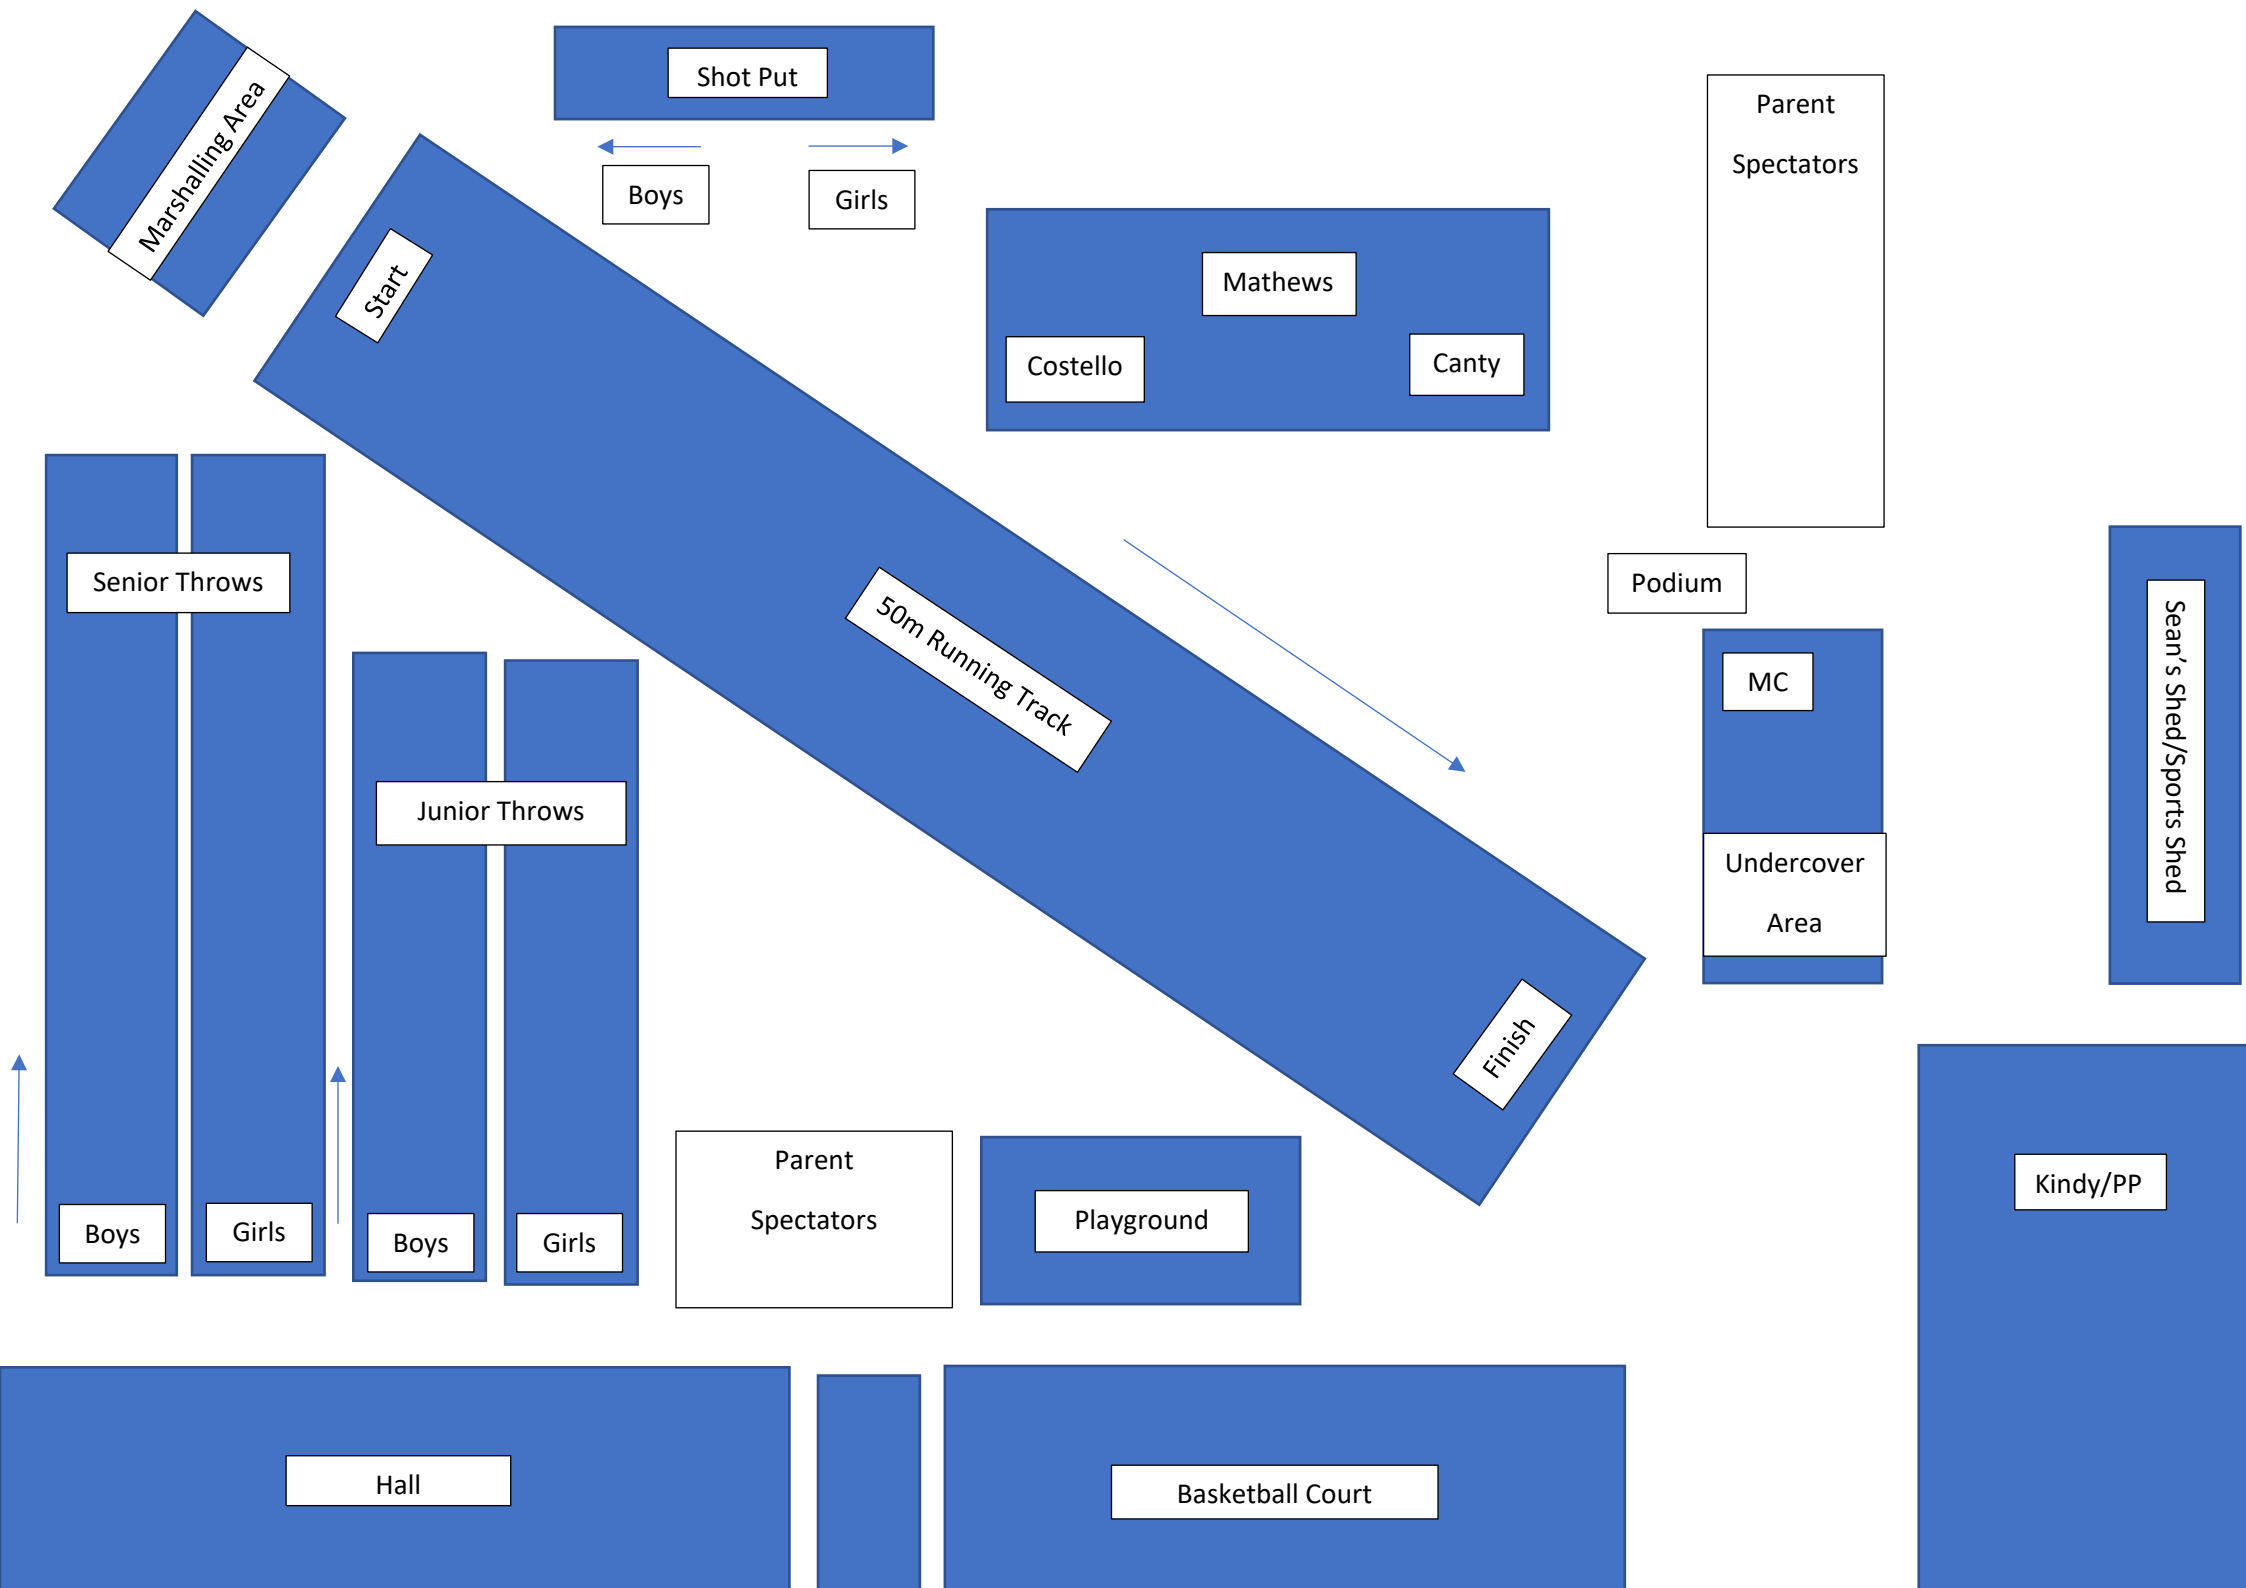 Marshalling Area
Shot Put
Boys
Girls
Parent
Spectators
Start
Mathews
Costello
Canty
Senior Throws
50m Running Track
Podium
MC
Sean's Shed/Sports Shed
Junior Throws
Undercover
Area
Finish
Parent
Spectators
Playground
Kindy/PP
Boys
Girls
Boys
Girls
Hall
Basketball Court